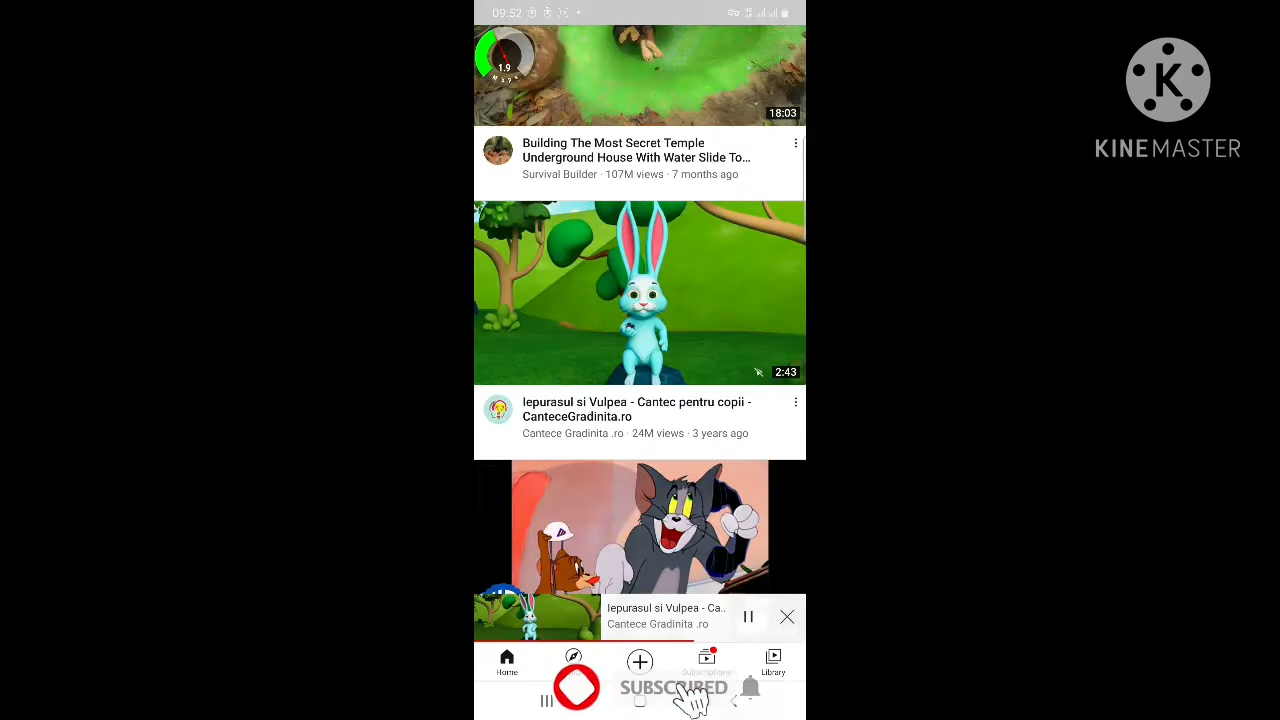 09:52
1.9
18:03
Building The Most Secret Temple
Underground House With Water Slide To...
Survival Builder · 107M views · 7 months ago
K
KINEMASTER
2:43
Iepurasul si Vulpea - Cantec pentru copii -
CanteceGradinita.ro
Cantece Gradinita .ro · 24M views · 3 years ago
Iepurasul si Vulpea - Ca..
Cantece Gradinita .ro
Home
Subscriptions
Library
SUBSCRIBED